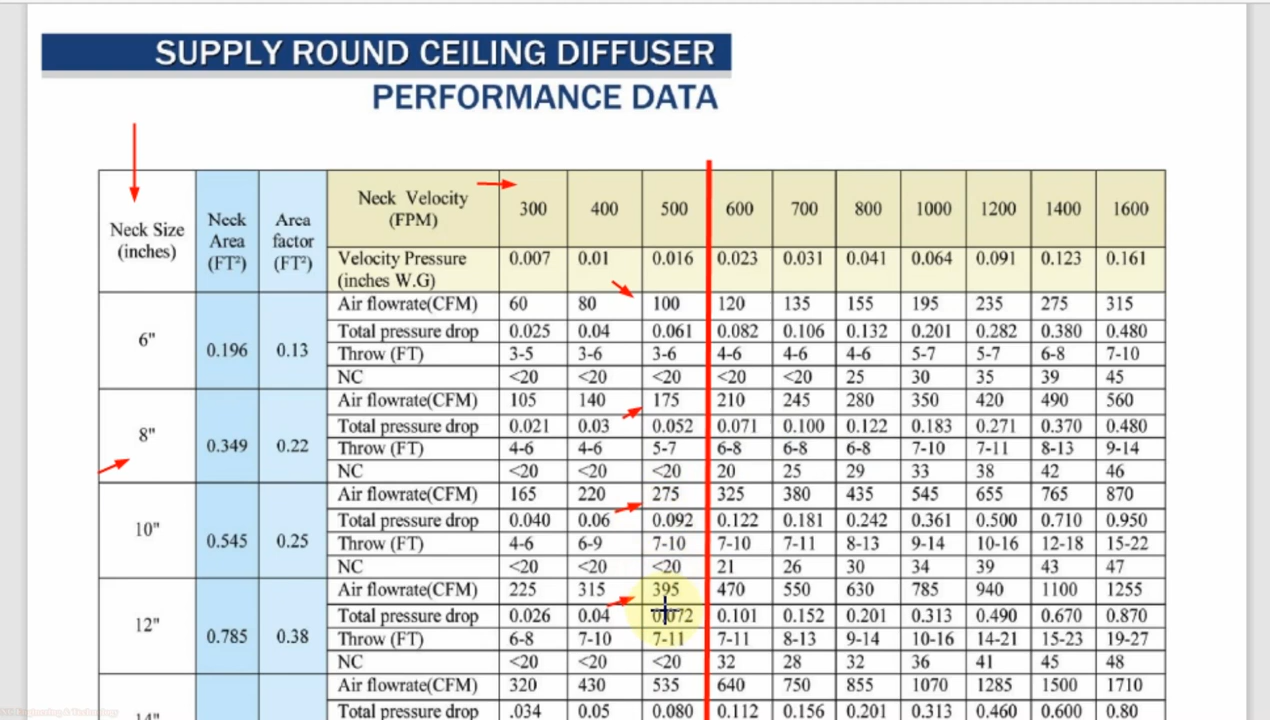 SUPPLY ROUND CEILING DIFFUSER
PERFORMANCE DATA
Neck Size (inches) Neck Area (FT²) Area factor (FT²) Neck Velocity (FPM) 300 400 500 600 700 800 1000 1200 1400 1600
Velocity Pressure (inches W.G) 0.007 0.01 0.016 0.023 0.031 0.041 0.064 0.091 0.123 0.161
6" 0.196 0.13 Air flowrate(CFM) 60 80 100 120 135 155 195 235 275 315
Total pressure drop 0.025 0.04 0.061 0.082 0.106 0.132 0.201 0.282 0.380 0.480
Throw (FT) 3-5 3-6 3-6 4-6 4-6 4-6 5-7 5-7 6-8 7-10
NC <20 <20 <20 <20 <20 25 30 35 39 45
8" 0.349 0.22 Air flowrate(CFM) 105 140 175 210 245 280 350 420 490 560
Total pressure drop 0.021 0.03 0.052 0.071 0.100 0.122 0.183 0.271 0.370 0.480
Throw (FT) 4-6 4-6 5-7 6-8 6-8 6-8 7-10 7-11 8-13 9-14
NC <20 <20 <20 20 25 29 33 38 42 46
10" 0.545 0.25 Air flowrate(CFM) 165 220 275 325 380 435 545 655 765 870
Total pressure drop 0.040 0.06 0.092 0.122 0.181 0.242 0.361 0.500 0.710 0.950
Throw (FT) 4-6 6-9 7-10 7-10 7-11 8-13 9-14 10-16 12-18 15-22
NC <20 <20 <20 21 26 30 34 39 43 47
12" 0.785 0.38 Air flowrate(CFM) 225 315 395 470 550 630 785 940 1100 1255
Total pressure drop 0.026 0.04 0.072 0.101 0.152 0.201 0.313 0.490 0.670 0.870
Throw (FT) 6-8 7-10 7-11 7-11 8-13 9-14 10-16 14-21 15-23 19-27
NC <20 <20 <20 32 28 32 36 41 45 48
14" Air flowrate(CFM) 320 430 535 640 750 855 1070 1285 1500 1710
Total pressure drop .034 0.05 0.080 0.112 0.156 0.201 0.313 0.460 0.600 0.80